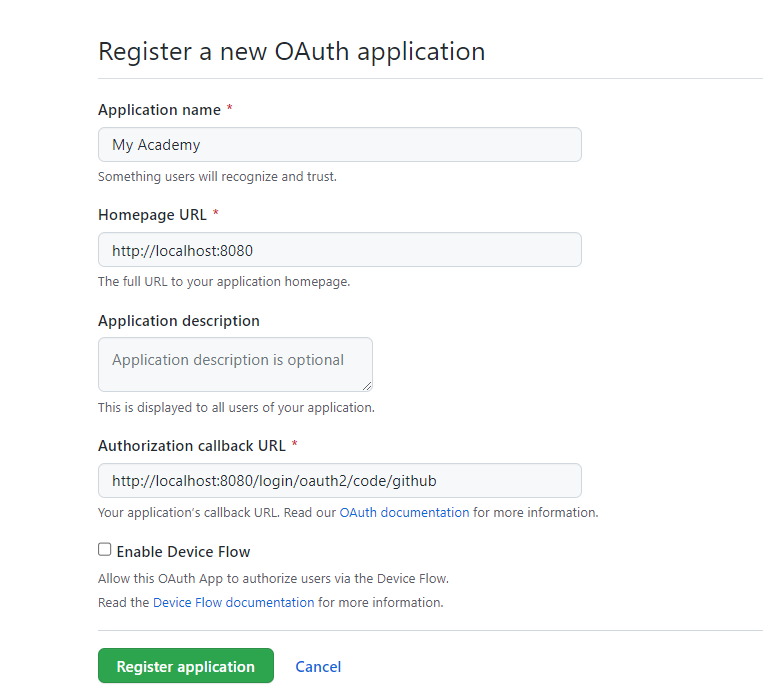 Register a new OAuth application
Application name *
My Academy
Something users will recognize and trust.
Homepage URL *
http://localhost:8080
The full URL to your application homepage.
Application description
Application description is optional
This is displayed to all users of your application.
Authorization callback URL *
http://localhost:8080/login/oauth2/code/github
Your application's callback URL. Read our OAuth documentation for more information.
Enable Device Flow
Allow this OAuth App to authorize users via the Device Flow.
Read the Device Flow documentation for more information.
Register application Cancel